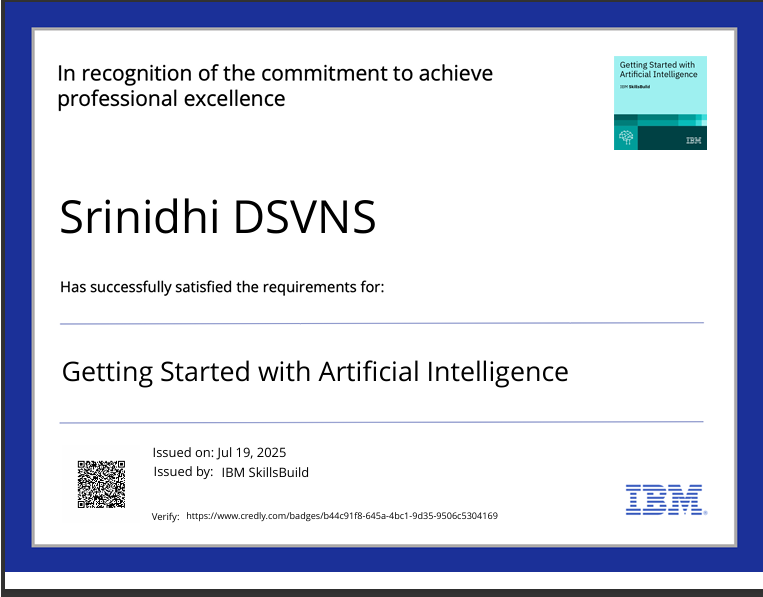 In recognition of the commitment to achieve
professional excellence
Getting Started with
Artificial Intelligence
IBM SkillsBuild
IBM
Srinidhi DSVNS
Has successfully satisfied the requirements for:
Getting Started with Artificial Intelligence
Issued on: Jul 19, 2025
Issued by: IBM SkillsBuild
Verify: https://www.credly.com/badges/b44c91f8-645a-4bc1-9d35-9506c5304169
IBM®